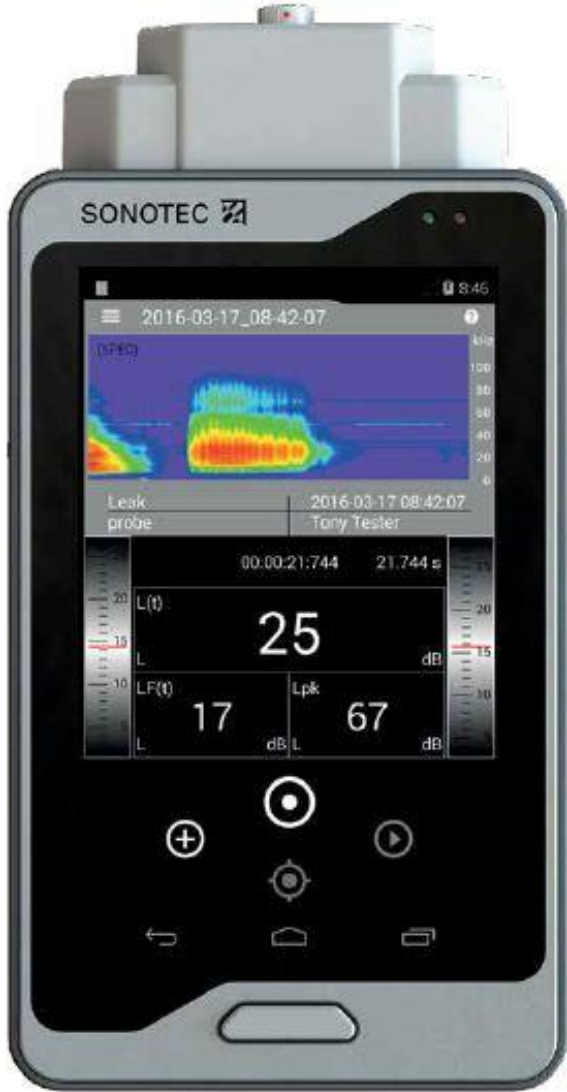 SONOTEC
8:46
2016-03-17_08-42-07 ?
(SPEC) kHz
100
80
60
40
20
0
Leak 2016-03-17 08:42:07
probe Tony Tester
00:00:21:744 21.744 s
L(t)
25
L dB
LF(t) Lpk
17 67
L dB L dB
20
15
10
25
20
15
10